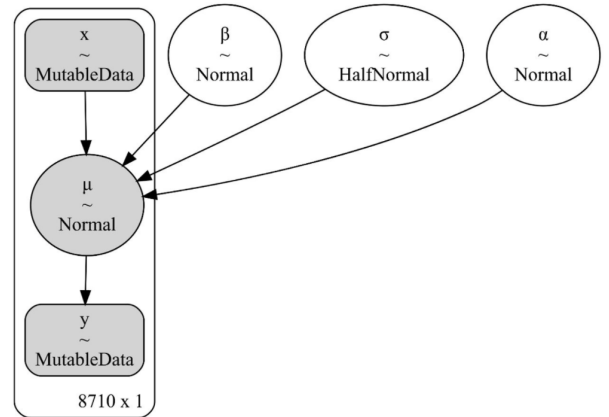 x
~
MutableData
β
~
Normal
σ
~
HalfNormal
α
~
Normal
μ
~
Normal
y
~
MutableData
8710 x 1